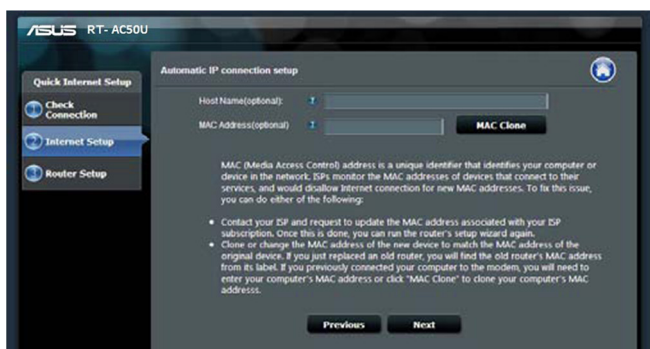 ASUS RT- AC50U
Quick Internet Setup
1 Check Connection
2 Internet Setup
3 Router Setup
Automatic IP connection setup
Host Name(optional):
MAC Address(optional)
MAC Clone
MAC (Media Access Control) address is a unique identifier that identifies your computer or
device in the network. ISPs monitor the MAC addresses of devices that connect to their
services, and would disallow Internet connection for new MAC addresses. To fix this issue,
you can do either of the following:
• Contact your ISP and request to update the MAC address associated with your ISP
subscription. Once this is done, you can run the router's setup wizard again.
• Clone or change the MAC address of the new device to match the MAC address of the
original device. If you just replaced an old router, you will find the old router's MAC address
from its label. If you previously connected your computer to the modem, you will need to
enter your computer's MAC address or click "MAC Clone" to clone your computer's MAC
addresss.
Previous Next